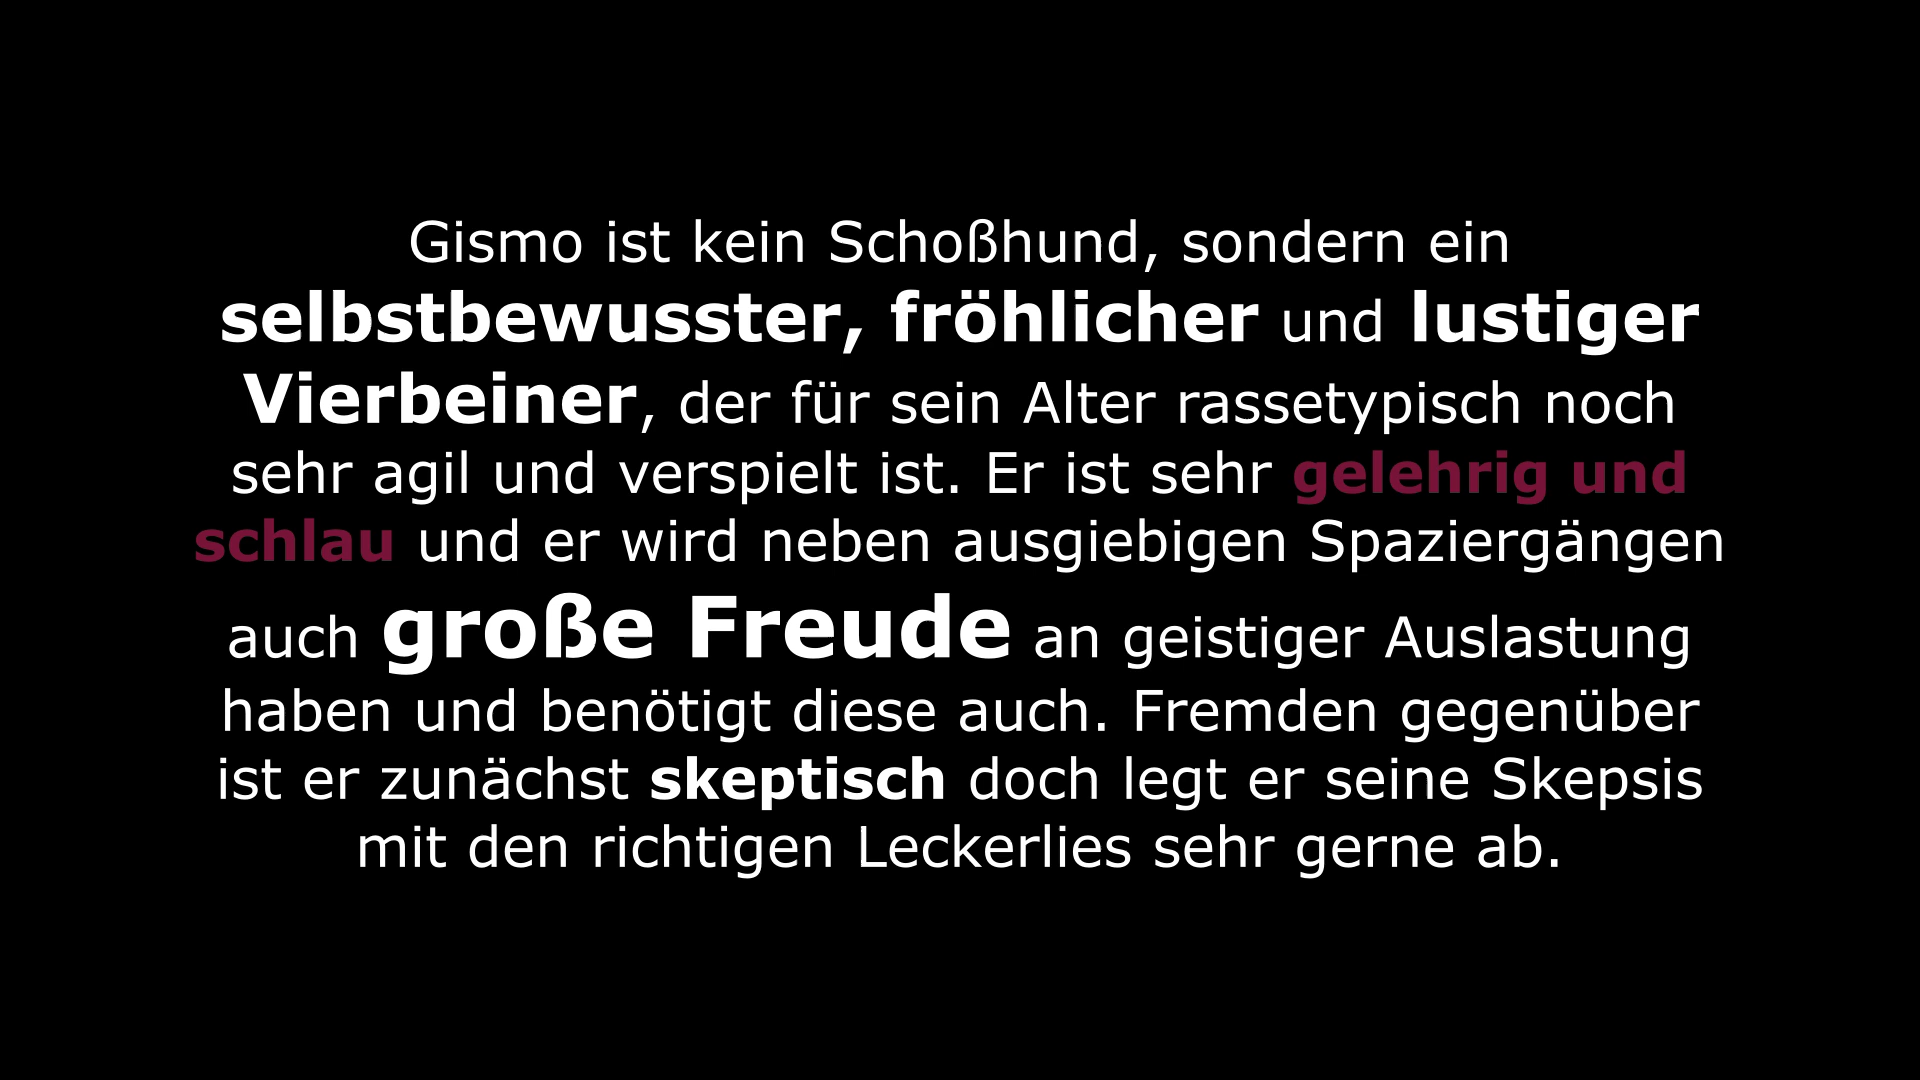 Gismo ist kein Schoßhund, sondern ein
selbstbewusster, fröhlicher und lustiger
Vierbeiner, der für sein Alter rassetypisch noch
sehr agil und verspielt ist. Er ist sehr gelehrig und
schlau und er wird neben ausgiebigen Spaziergängen
auch große Freude an geistiger Auslastung
haben und benötigt diese auch. Fremden gegenüber
ist er zunächst skeptisch doch legt er seine Skepsis
mit den richtigen Leckerlies sehr gerne ab.